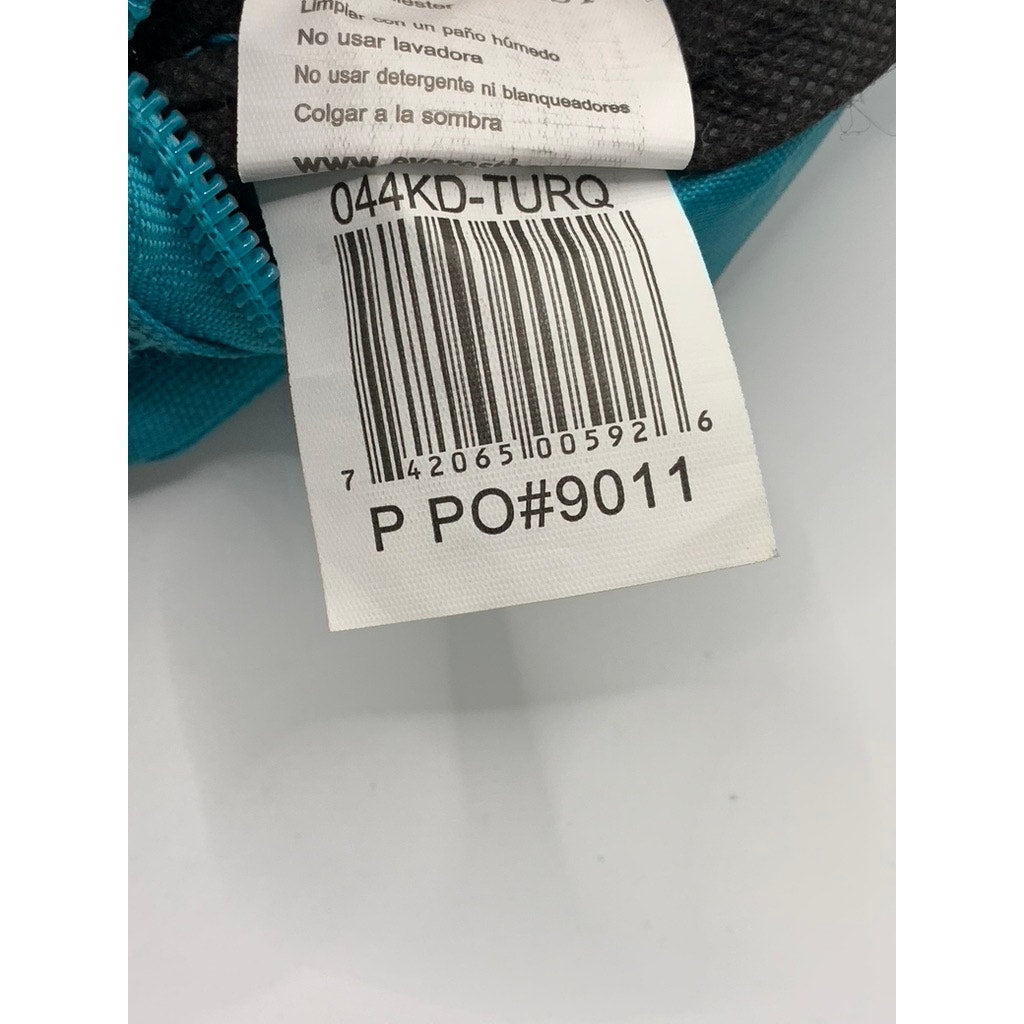 Limpiar con un paño húmedo
No usar lavadora
No usar detergente ni blanqueadores
Colgar a la sombra
044KD-TURQ
7 42065 00592 6
P PO#9011